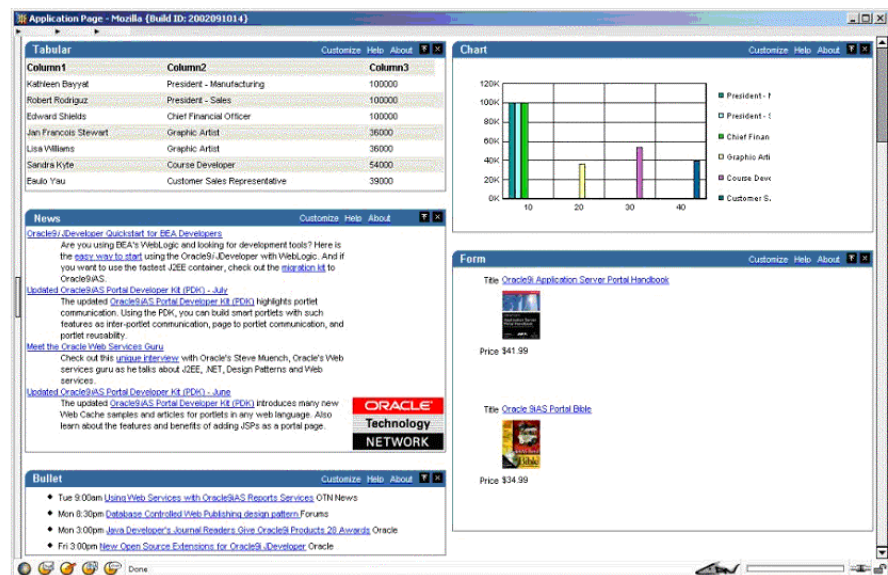 Application Page - Mozilla {Build ID: 2002091014}
Tabular Customize Help About
Column1 Column2 Column3
Kathleen Bayyat President - Manufacturing 100000
Robert Rodriguz President - Sales 100000
Edward Shields Chief Financial Officer 100000
Jan Francois Stewart Graphic Artist 36000
Lisa Williams Graphic Artist 36000
Sandra Kyte Course Developer 54000
Eaulo Yau Customer Sales Representative 39000
News Customize Help About
Oracle9i JDeveloper Quickstart for BEA Developers
Are you using BEA's WebLogic and looking for development tools? Here is
the easy way to start using the Oracle9i JDeveloper with WebLogic. And if
you want to use the fastest J2EE container, check out the migration kit to
Oracle9iAS.
Updated Oracle9iAS Portal Developer Kit (PDK) - July
The updated Oracle9iAS Portal Developer Kit (PDK) highlights portlet
communication. Using the PDK, you can build smart portlets with such
features as inter-portlet communication, page to portlet communication, and
portlet reusability.
Meet the Oracle Web Services Guru
Check out this unique interview with Oracle's Steve Muench, Oracle's Web
services guru as he talks about J2EE, .NET, Design Patterns and Web
services.
Updated Oracle9iAS Portal Developer Kit (PDK) - June
The updated Oracle9iAS Portal Developer Kit (PDK) introduces many new
Web Cache samples and articles for portlets in any web language. Also
learn about the features and benefits of adding JSPs as a portal page.
ORACLE
Technology
NETWORK
Bullet Customize Help About
Tue 9:00am Using Web Services with Oracle9iAS Reports Services OTN News
Mon 8:30pm Database Controlled Web Publishing design pattern Forums
Mon 3:00pm Java Developer's Journal Readers Give Oracle9i Products 20 Awards Oracle
Fri 3:00pm New Open Source Extensions for Oracle9i JDeveloper Oracle
Chart Customize Help About
120K
100K
80K
60K
40K
20K
0K
10 20 30 40
President - M
President - S
Chief Finan
Graphic Arti
Course Deve
Customer S.
Form Customize Help About
Title Oracle9i Application Server Portal Handbook
Price $41.99
Title Oracle 9iAS Portal Bible
Bible
Price $34.99
Done